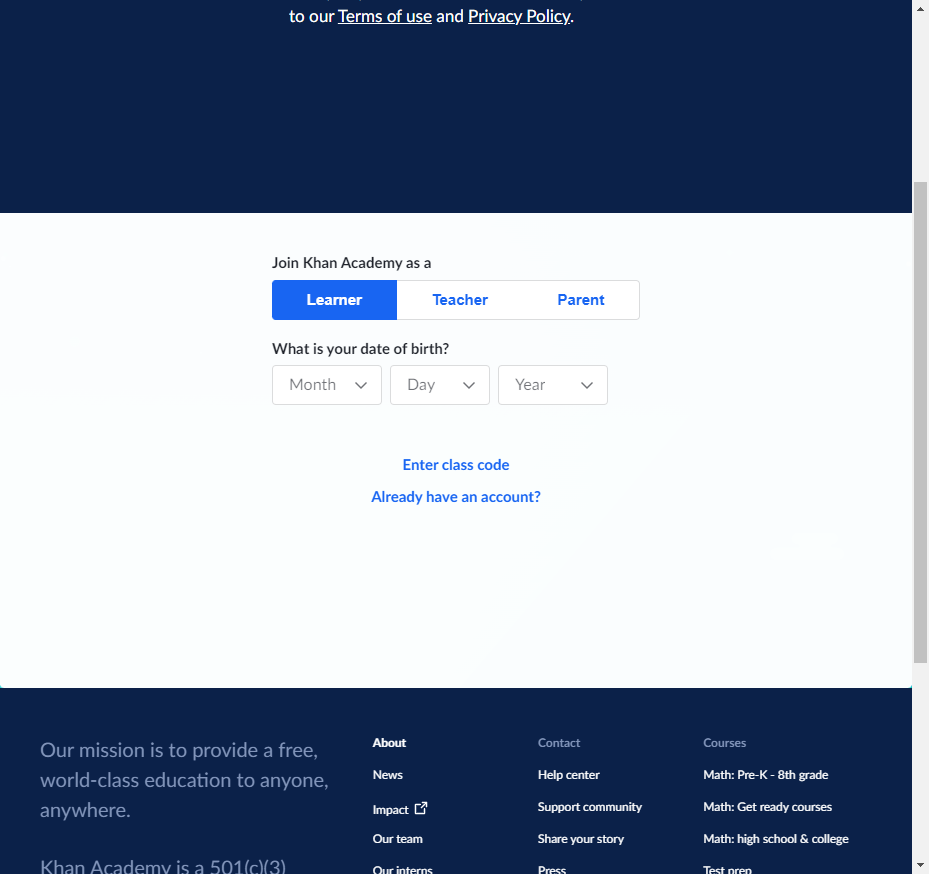 to our Terms of use and Privacy Policy.
Join Khan Academy as a
Learner Teacher Parent
What is your date of birth?
Month Day Year
Enter class code
Already have an account?
Our mission is to provide a free,
world-class education to anyone,
anywhere.
Khan Academy is a 501(c)(3)
About
News
Impact
Our team
Our interns
Contact
Help center
Support community
Share your story
Press
Courses
Math: Pre-K - 8th grade
Math: Get ready courses
Math: high school & college
Test prep